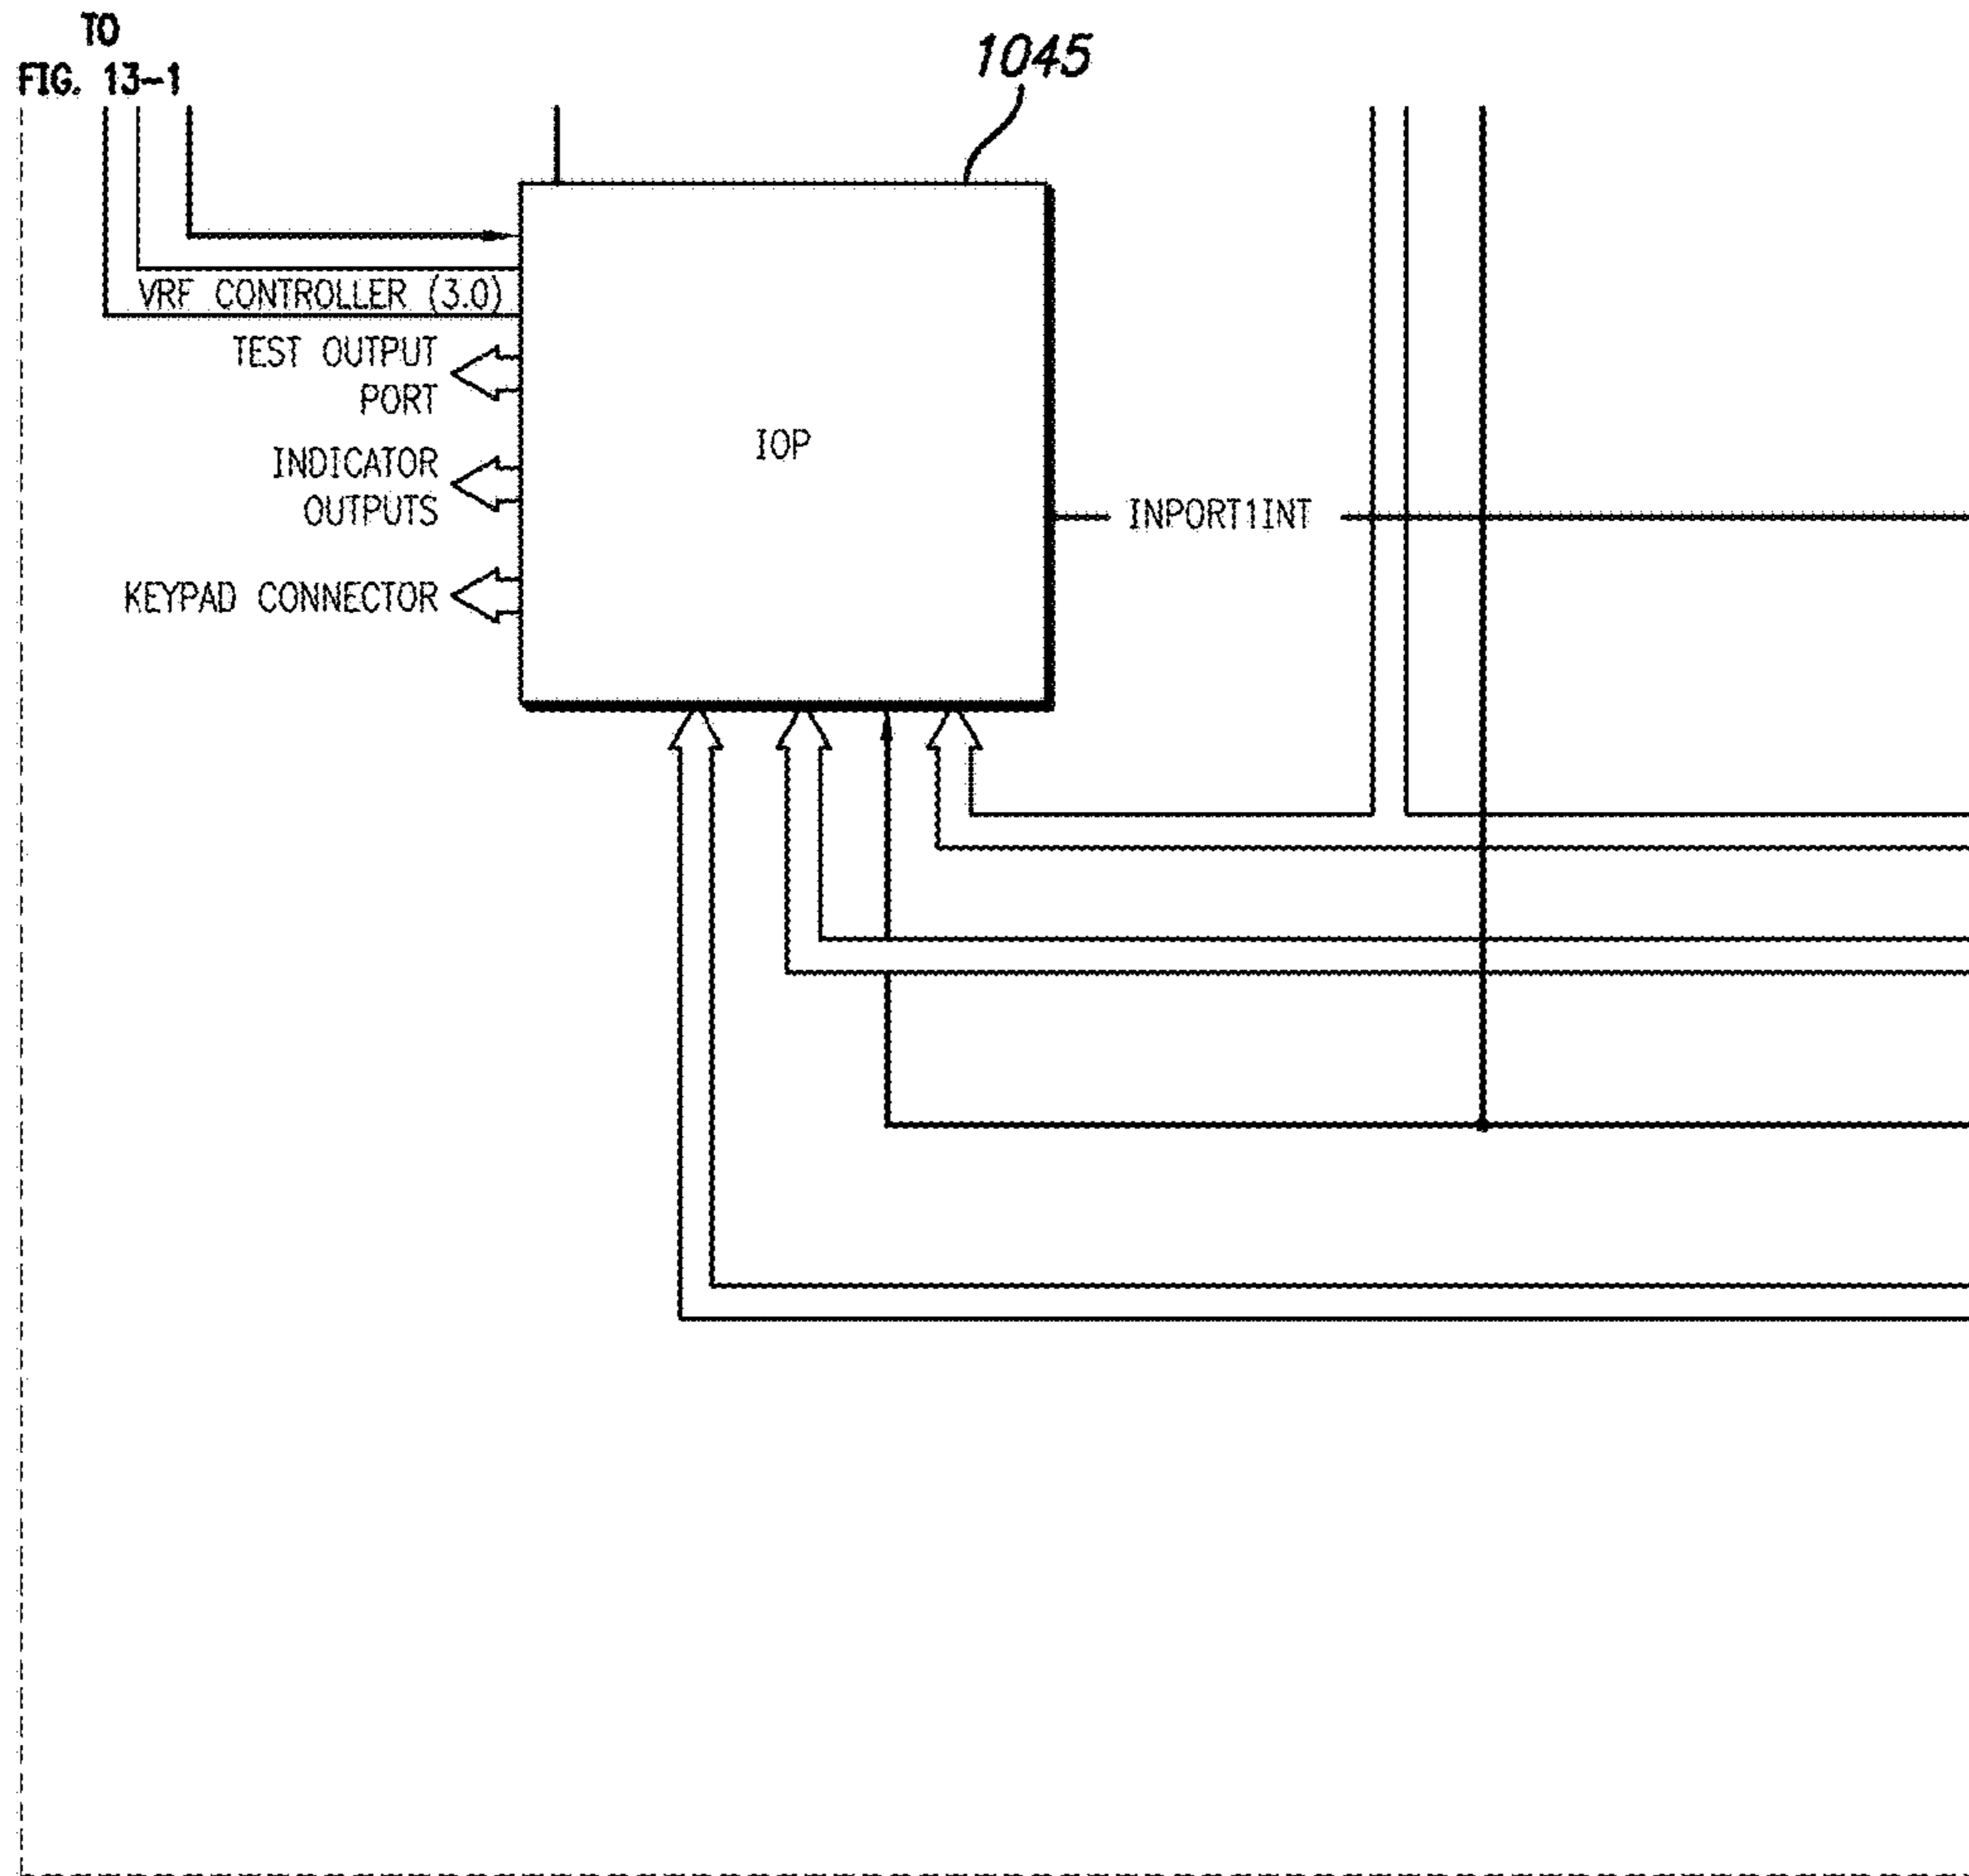 TO
FIG. 13-1
1045
VRF CONTROLLER (3.0)
TEST OUTPUT
PORT
IOP
INDICATOR
OUTPUTS
INPORT1INT
KEYPAD CONNECTOR